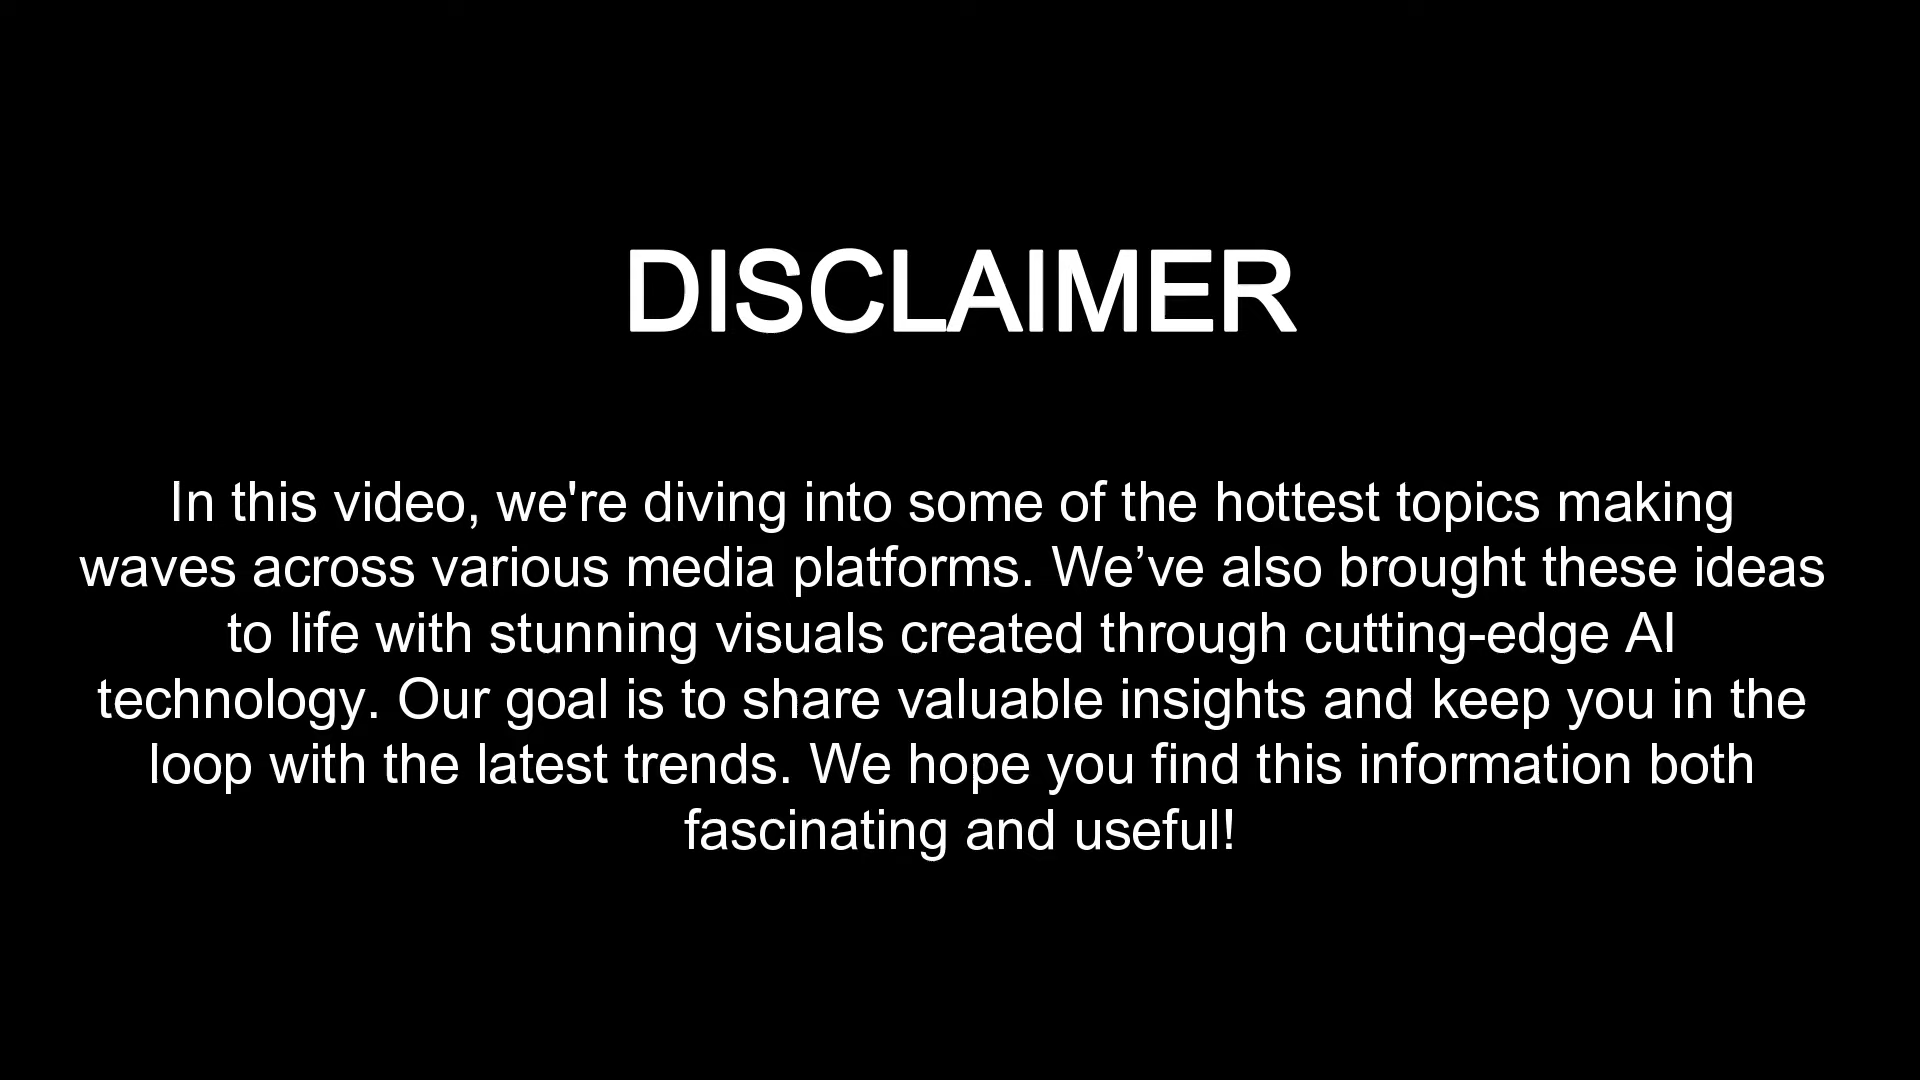 DISCLAIMER
In this video, we're diving into some of the hottest topics making
waves across various media platforms. We’ve also brought these ideas
to life with stunning visuals created through cutting-edge AI
technology. Our goal is to share valuable insights and keep you in the
loop with the latest trends. We hope you find this information both
fascinating and useful!